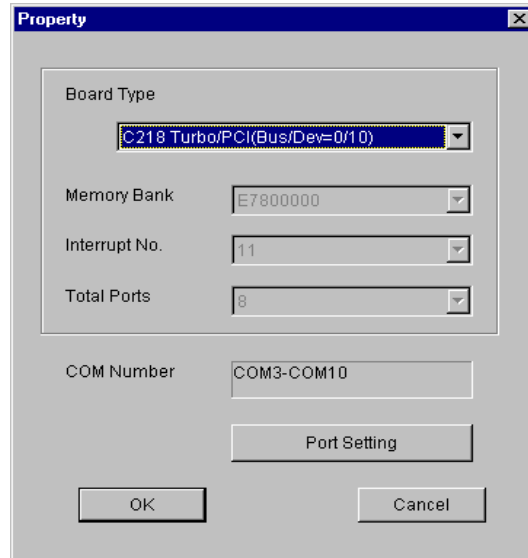 Property
Board Type
C218 Turbo/PCI(Bus/Dev=0/10)
Memory Bank E7800000
Interrupt No. 11
Total Ports 8
COM Number COM3-COM10
Port Setting
OK Cancel